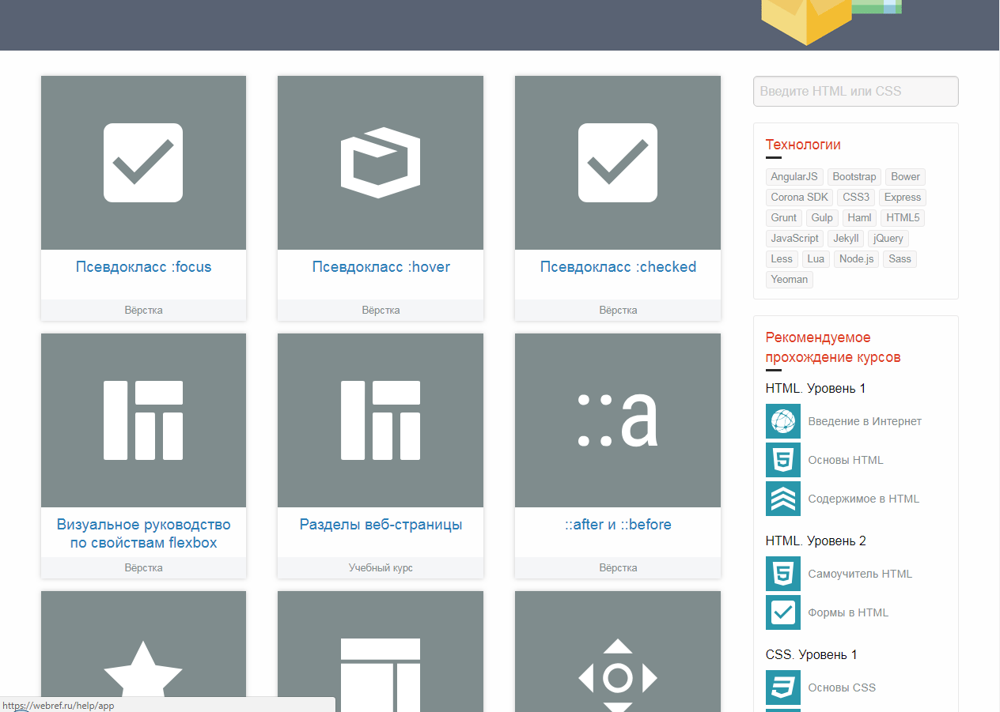 Псевдокласс :focus
Вёрстка
Псевдокласс :hover
Вёрстка
Псевдокласс :checked
Вёрстка
Визуальное руководство
по свойствам flexbox
Вёрстка
Разделы веб-страницы
Учебный курс
::a
::after и ::before
Вёрстка
Введите HTML или CSS
Технологии
AngularJS Bootstrap Bower
Corona SDK CSS3 Express
Grunt Gulp Haml HTML5
JavaScript Jekyll jQuery
Less Lua Node.js Sass
Yeoman
Рекомендуемое
прохождение курсов
HTML. Уровень 1
Введение в Интернет
Основы HTML
Содержимое в HTML
HTML. Уровень 2
Самоучитель HTML
Формы в HTML
CSS. Уровень 1
Основы CSS
https://webref.ru/help/app